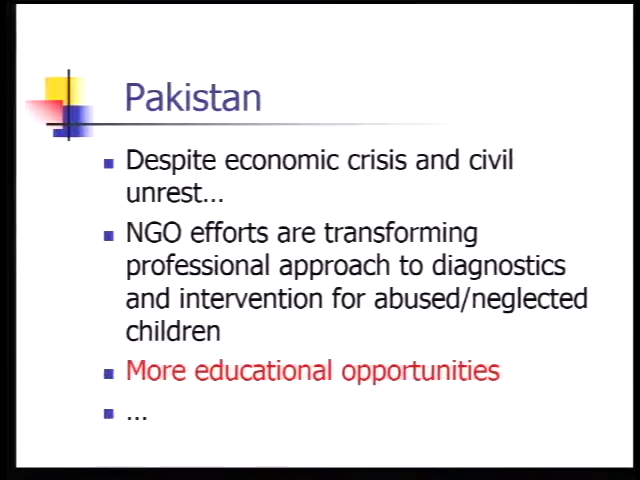 Pakistan
Despite economic crisis and civil
unrest...
NGO efforts are transforming
professional approach to diagnostics
and intervention for abused/neglected
children
More educational opportunities
...